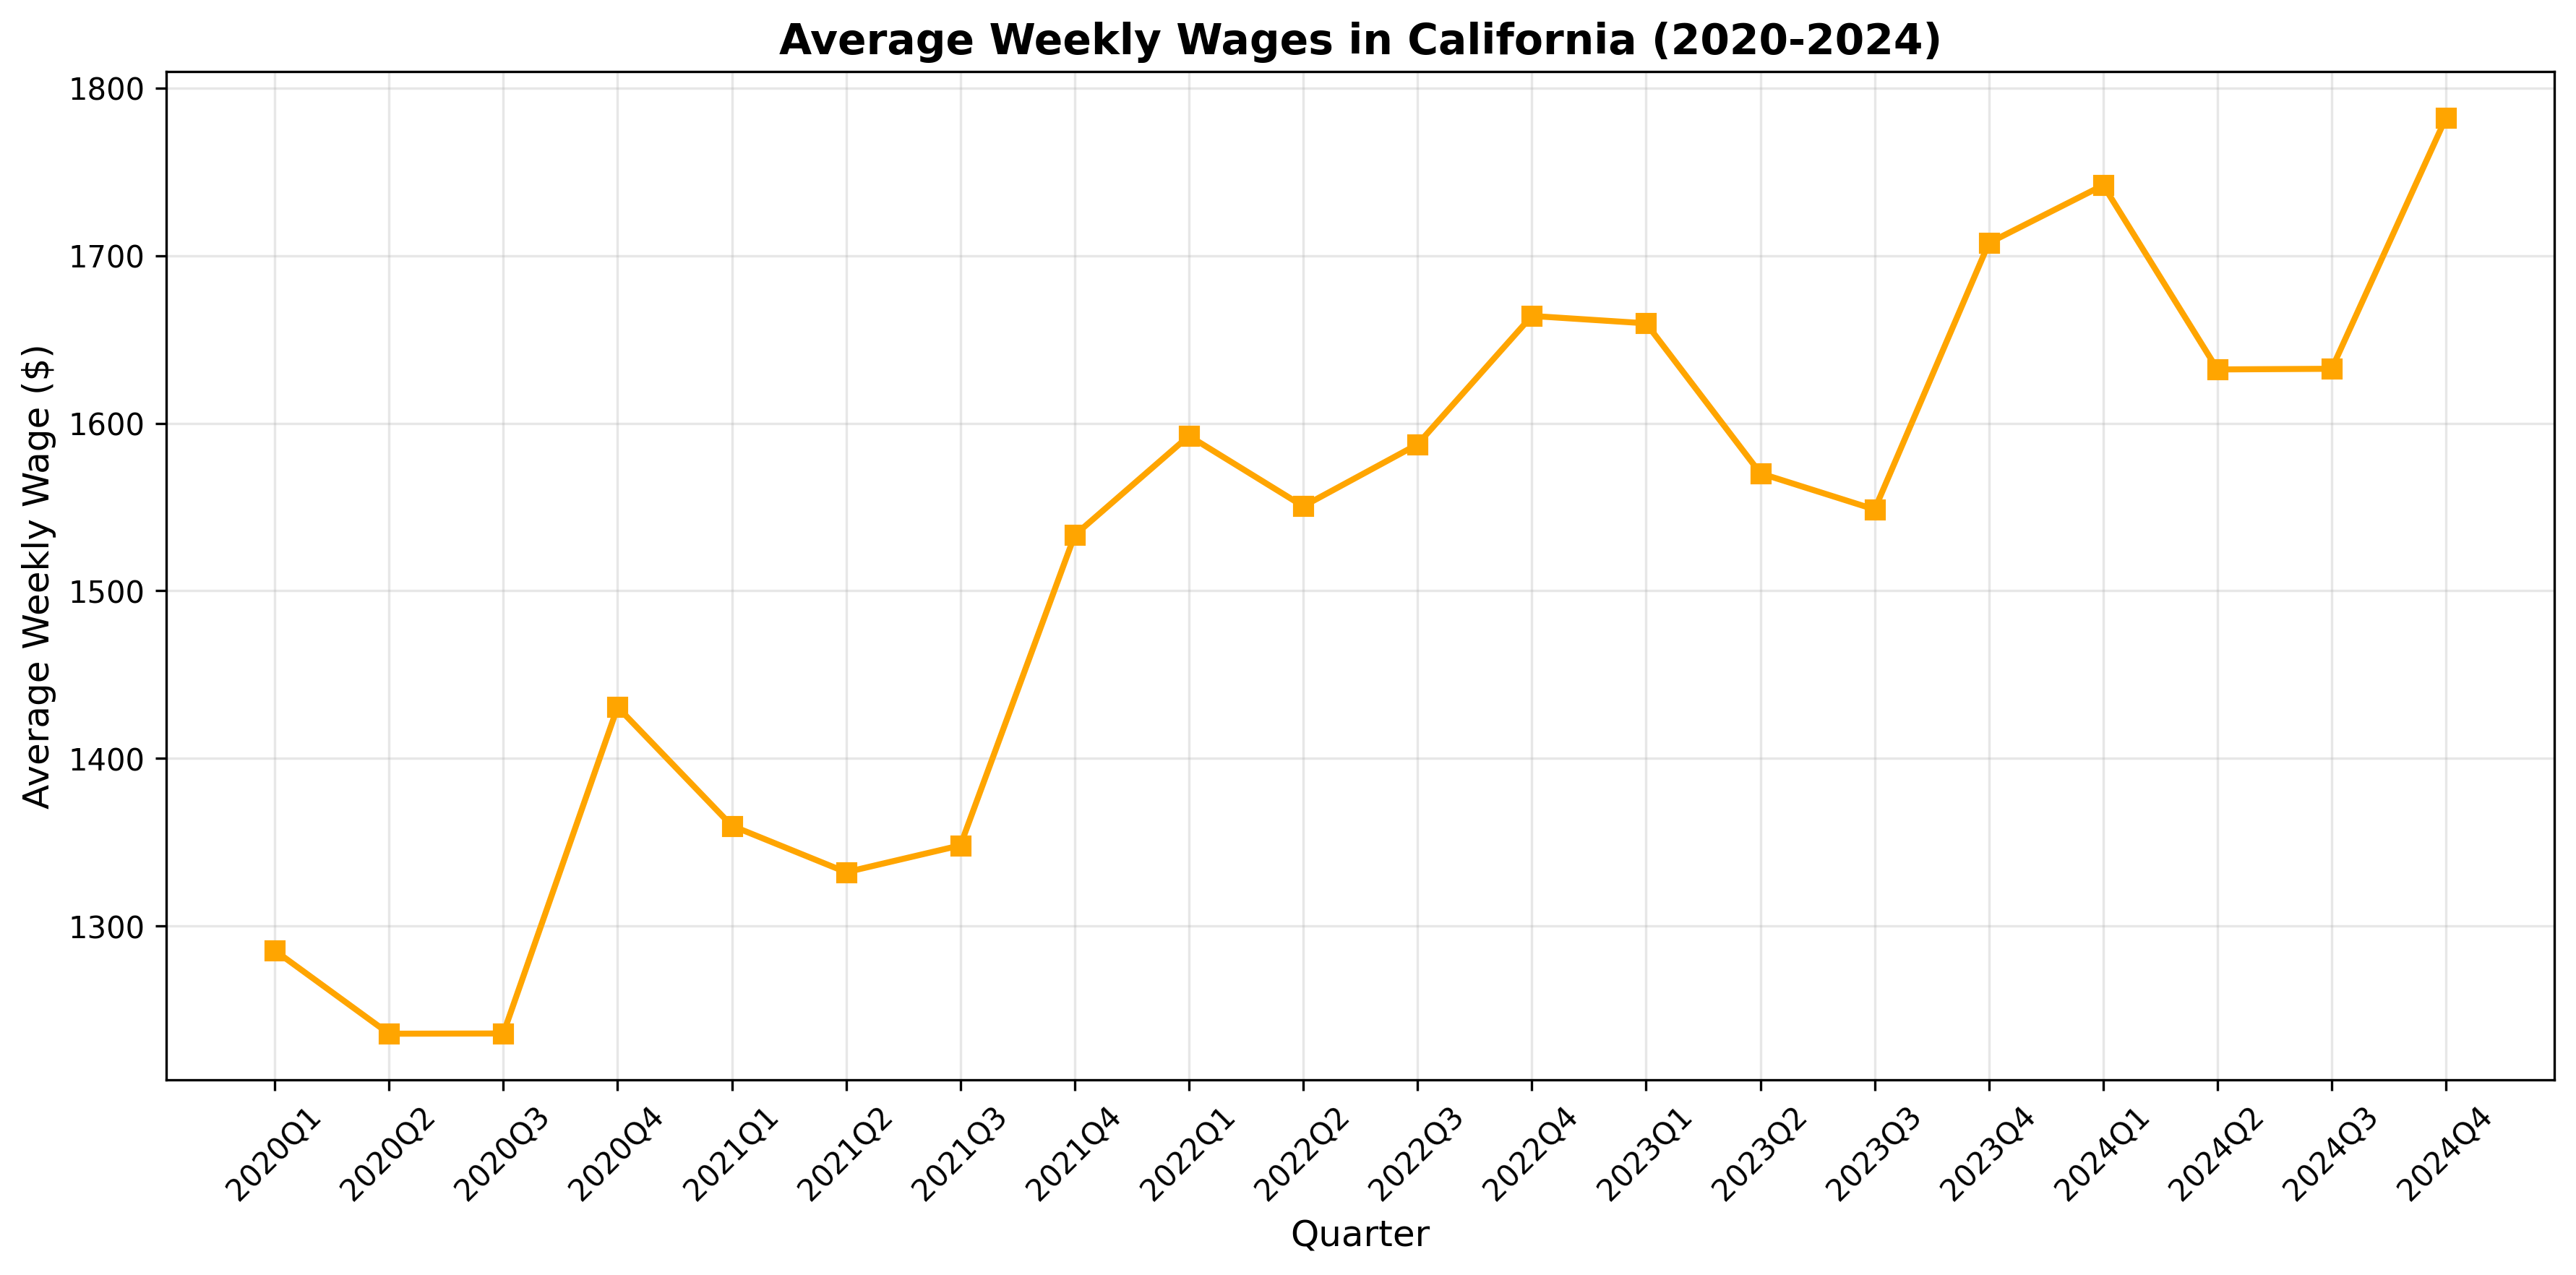 Average Weekly Wages in California (2020-2024)
Average Weekly Wage ($)
1800
1700
1600
1500
1400
1300
2020Q1
2020Q2
2020Q3
2020Q4
2021Q1
2021Q2
2021Q3
2021Q4
2022Q1
2022Q2
2022Q3
2022Q4
2023Q1
2023Q2
2023Q3
2023Q4
2024Q1
2024Q2
2024Q3
2024Q4
Quarter